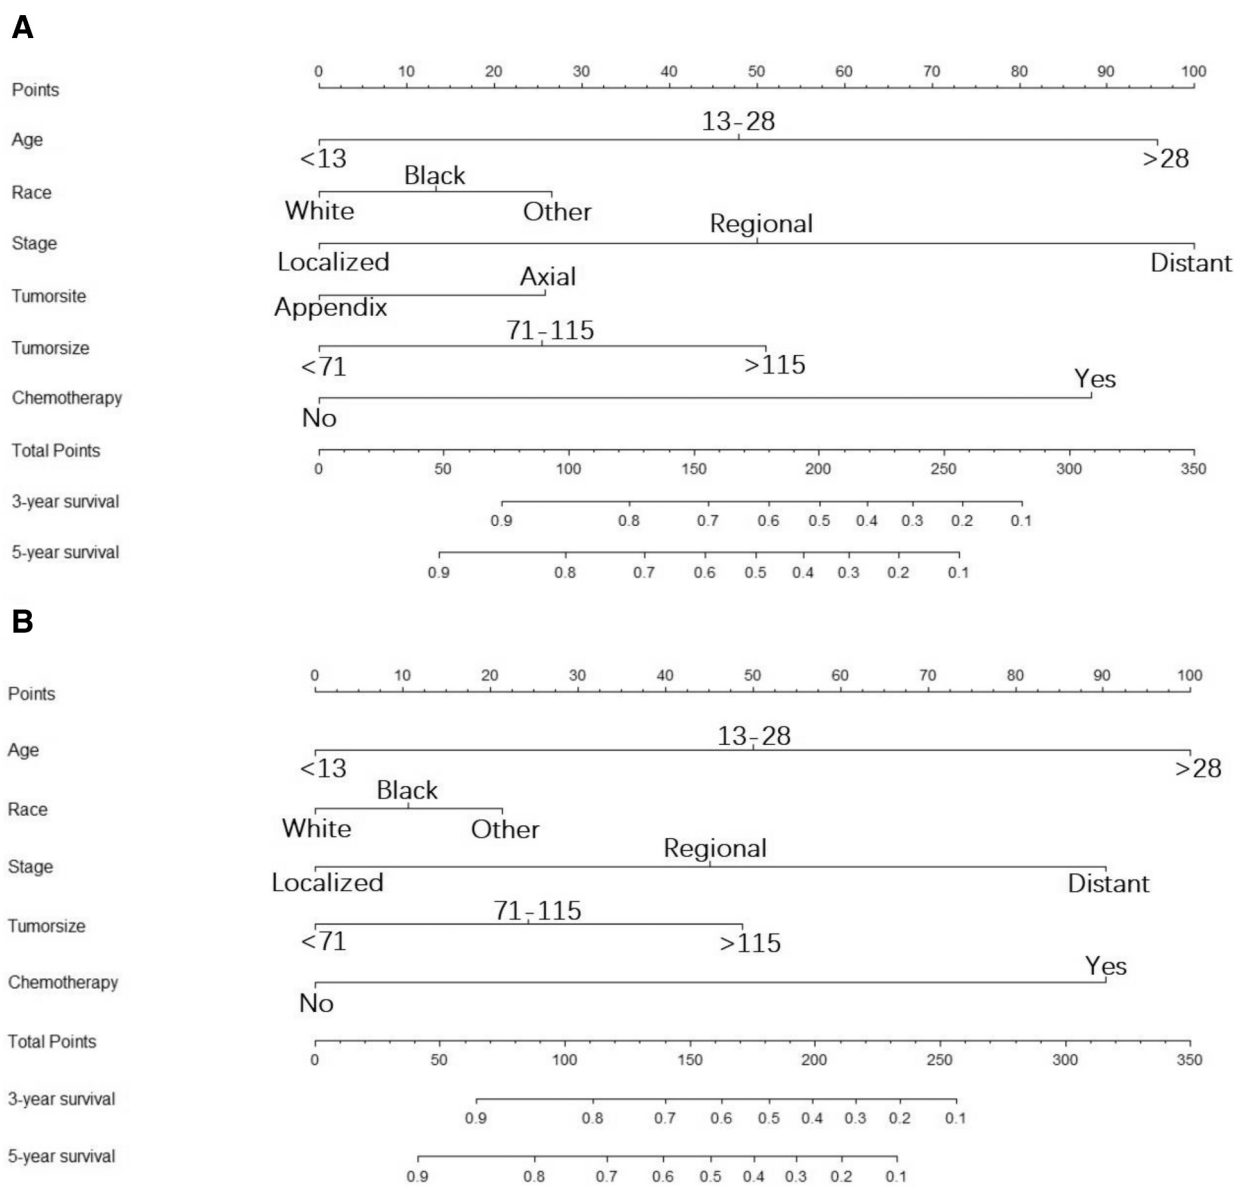 A
0 10 20 30 40 50 60 70 80 90 100
Points
13-28
Age
<13 >28
Black
Race
White Other
Regional
Stage
Localized Distant
Axial
Tumorsite
Appendix
71-115
Tumorsize
<71 >115
Yes
Chemotherapy
No
Total Points
0 50 100 150 200 250 300 350
3-year survival
0.9 0.8 0.7 0.6 0.5 0.4 0.3 0.2 0.1
5-year survival
0.9 0.8 0.7 0.6 0.5 0.4 0.3 0.2 0.1
B
0 10 20 30 40 50 60 70 80 90 100
Points
13-28
Age
<13 >28
Black
Race
White Other
Regional
Stage
Localized Distant
71-115
Tumorsize
<71 >115
Yes
Chemotherapy
No
Total Points
0 50 100 150 200 250 300 350
3-year survival
0.9 0.8 0.7 0.6 0.5 0.4 0.3 0.2 0.1
5-year survival
0.9 0.8 0.7 0.6 0.5 0.4 0.3 0.2 0.1